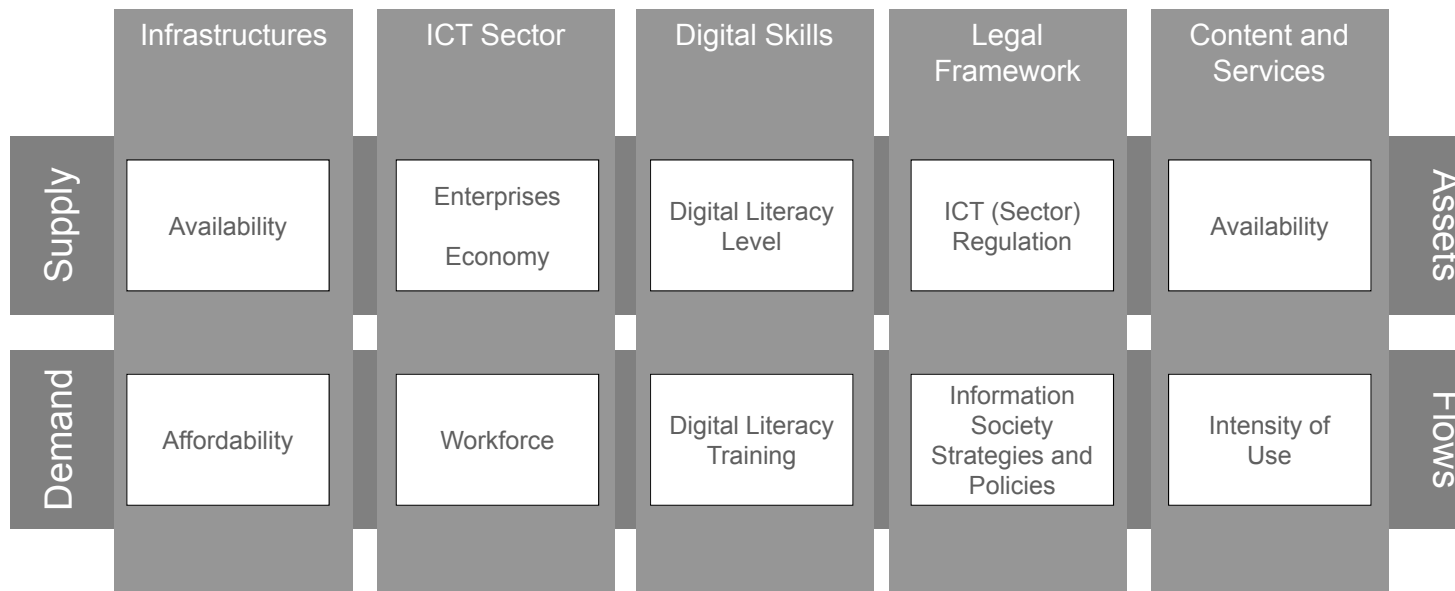 Infrastructures
ICT Sector
Digital Skills
Legal
Framework
Content and
Services
Supply
Availability
Enterprises
Economy
Digital Literacy
Level
ICT (Sector)
Regulation
Availability
Assets
Demand
Affordability
Workforce
Digital Literacy
Training
Information
Society
Strategies and
Policies
Intensity of
Use
Flows